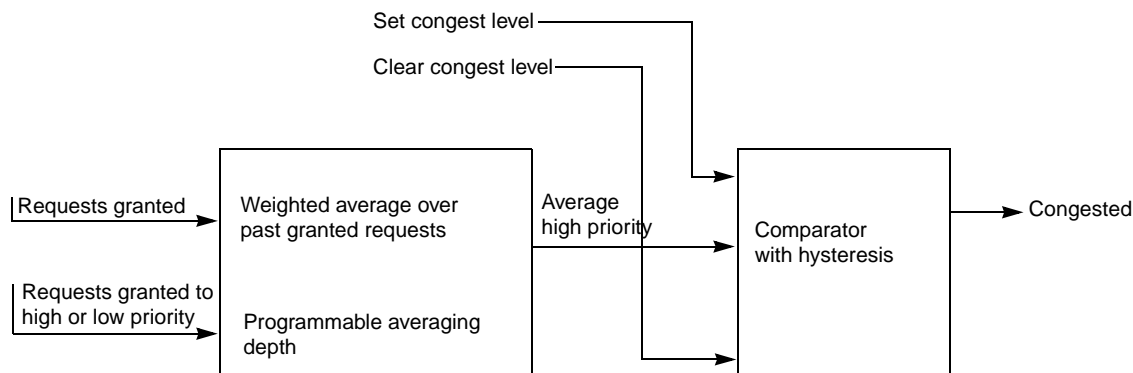 Set congest level
Clear congest level
Requests granted
Weighted average over
past granted requests
Average
high priority
Comparator
with hysteresis
Congested
Requests granted to
high or low priority
Programmable averaging
depth